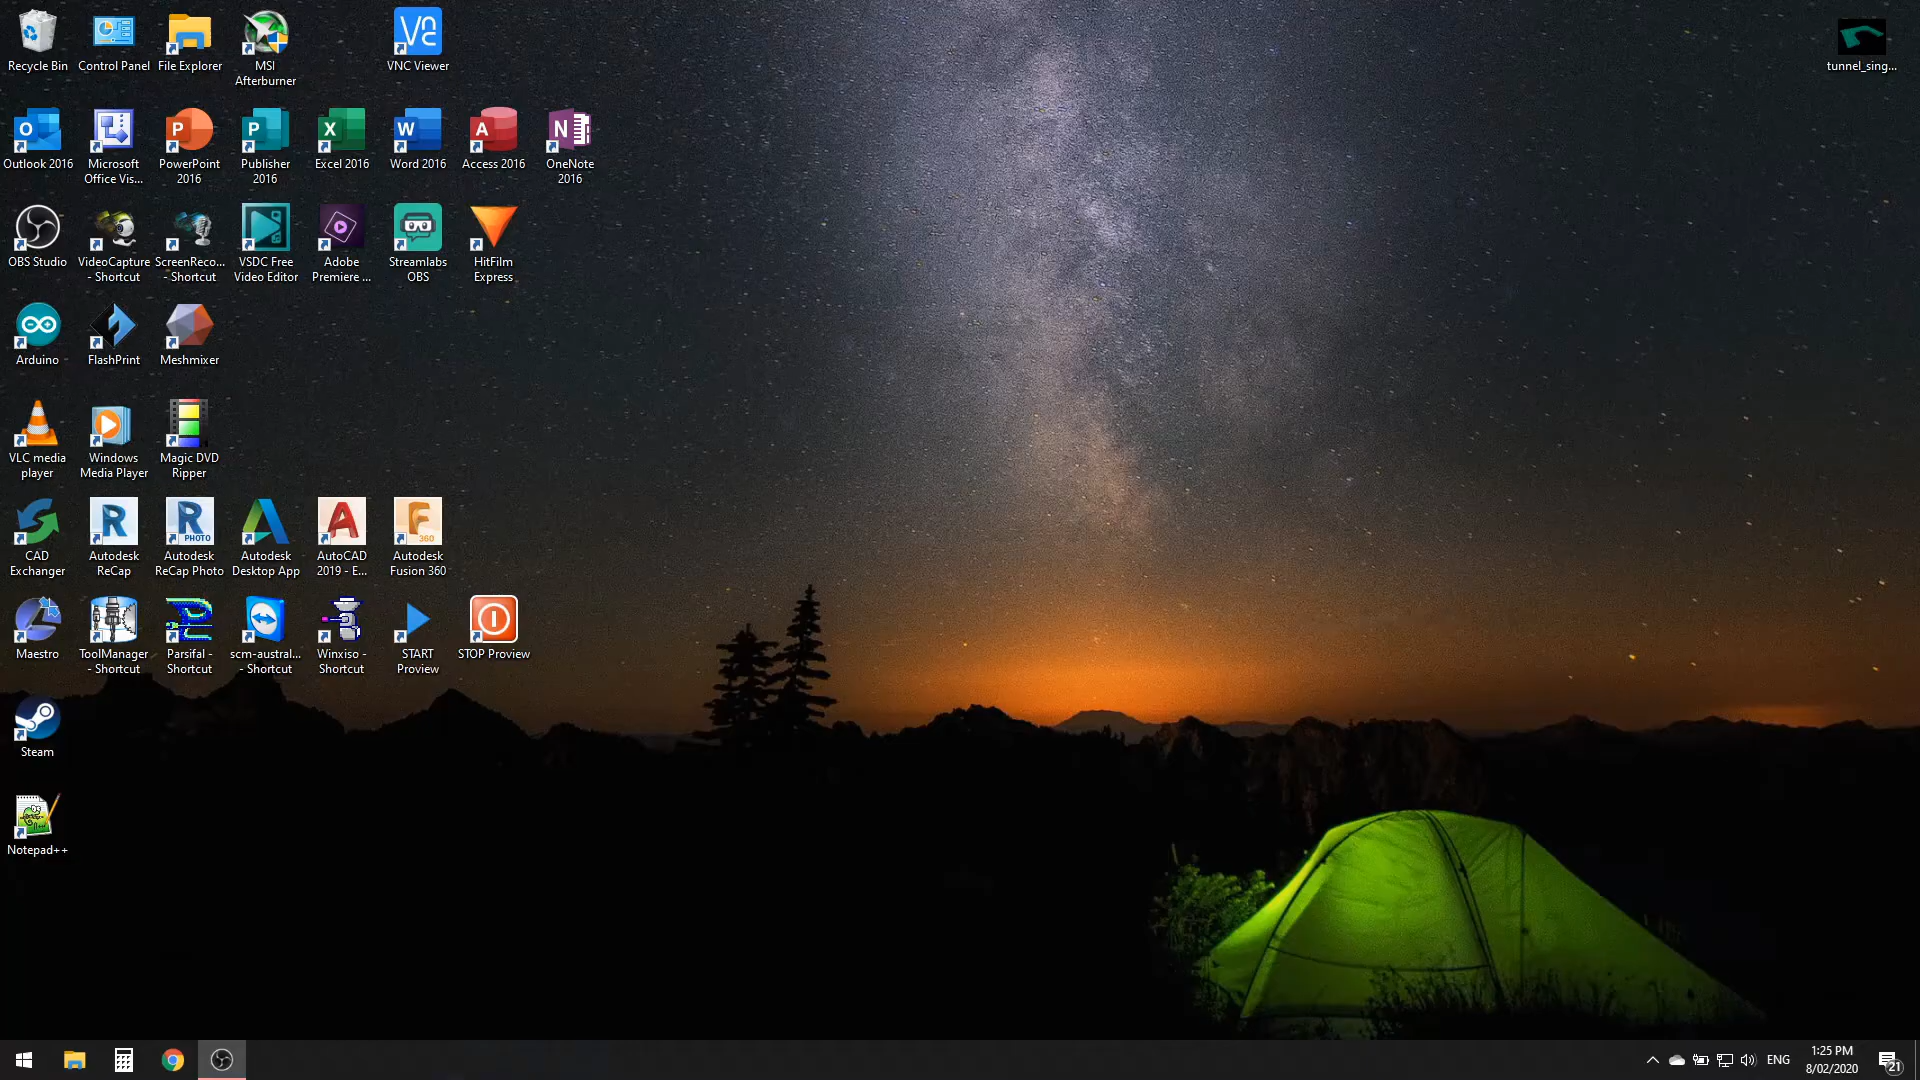 Recycle Bin
Control Panel
File Explorer
MSI
Afterburner
VNC Viewer
tunnel_sing...
Outlook 2016
Microsoft
Office Vis...
PowerPoint
2016
Publisher
2016
Excel 2016
Word 2016
Access 2016
OneNote
2016
OBS Studio
VideoCapture
- Shortcut
ScreenReco...
- Shortcut
VSDC Free
Video Editor
Adobe
Premiere ...
Streamlabs
OBS
HitFilm
Express
Arduino
FlashPrint
Meshmixer
VLC media
player
Windows
Media Player
Magic DVD
Ripper
CAD
Exchanger
Autodesk
ReCap
PHOTO
Autodesk
ReCap Photo
Autodesk
Desktop App
AutoCAD
2019 - E...
360
Autodesk
Fusion 360
Maestro
ToolManager
- Shortcut
Parsifal -
Shortcut
scm-austral...
- Shortcut
Winxiso -
Shortcut
START
Proview
STOP Proview
Steam
Notepad++
ENG
1:25 PM
8/02/2020
21